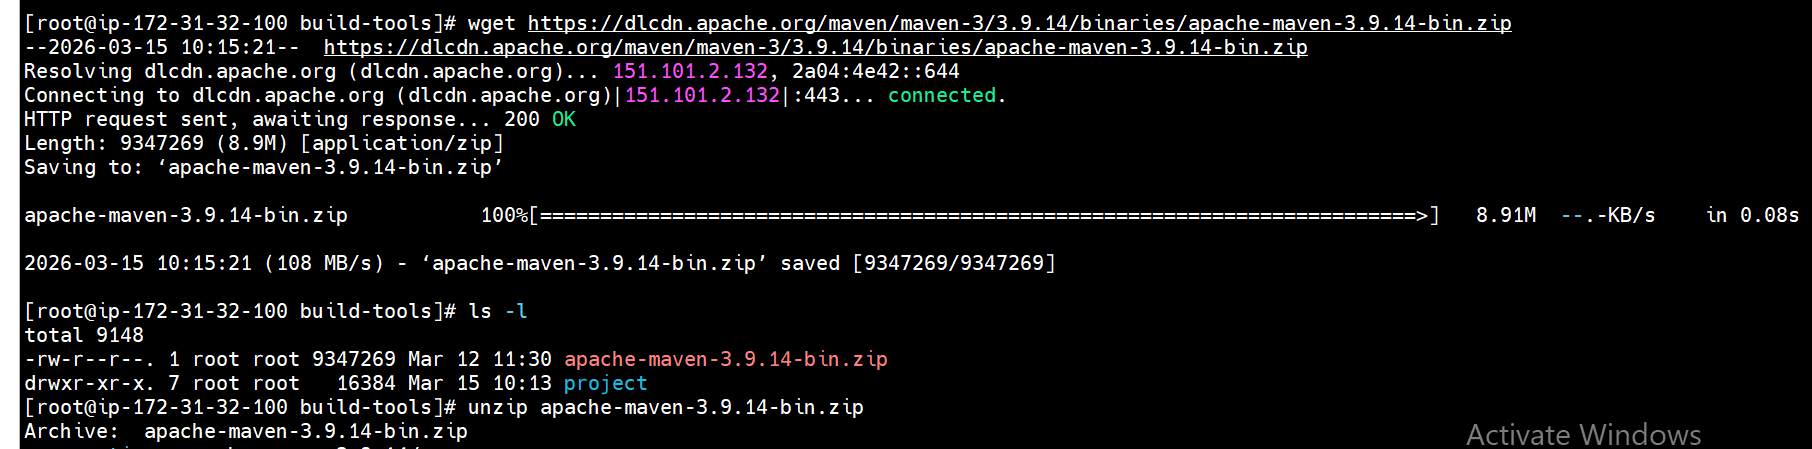 [root@ip-172-31-32-100 build-tools]# wget https://dlcdn.apache.org/maven/maven-3/3.9.14/binaries/apache-maven-3.9.14-bin.zip
--2026-03-15 10:15:21--  https://dlcdn.apache.org/maven/maven-3/3.9.14/binaries/apache-maven-3.9.14-bin.zip
Resolving dlcdn.apache.org (dlcdn.apache.org)... 151.101.2.132, 2a04:4e42::644
Connecting to dlcdn.apache.org (dlcdn.apache.org)|151.101.2.132|:443... connected.
HTTP request sent, awaiting response... 200 OK
Length: 9347269 (8.9M) [application/zip]
Saving to: ‘apache-maven-3.9.14-bin.zip’
apache-maven-3.9.14-bin.zip           100%[=========================================================================>]   8.91M  --.-KB/s    in 0.08s
2026-03-15 10:15:21 (108 MB/s) - ‘apache-maven-3.9.14-bin.zip’ saved [9347269/9347269]
[root@ip-172-31-32-100 build-tools]# ls -l
total 9148
-rw-r--r--. 1 root root 9347269 Mar 12 11:30 apache-maven-3.9.14-bin.zip
drwxr-xr-x. 7 root root   16384 Mar 15 10:13 project
[root@ip-172-31-32-100 build-tools]# unzip apache-maven-3.9.14-bin.zip
Archive:  apache-maven-3.9.14-bin.zip
Activate Windows